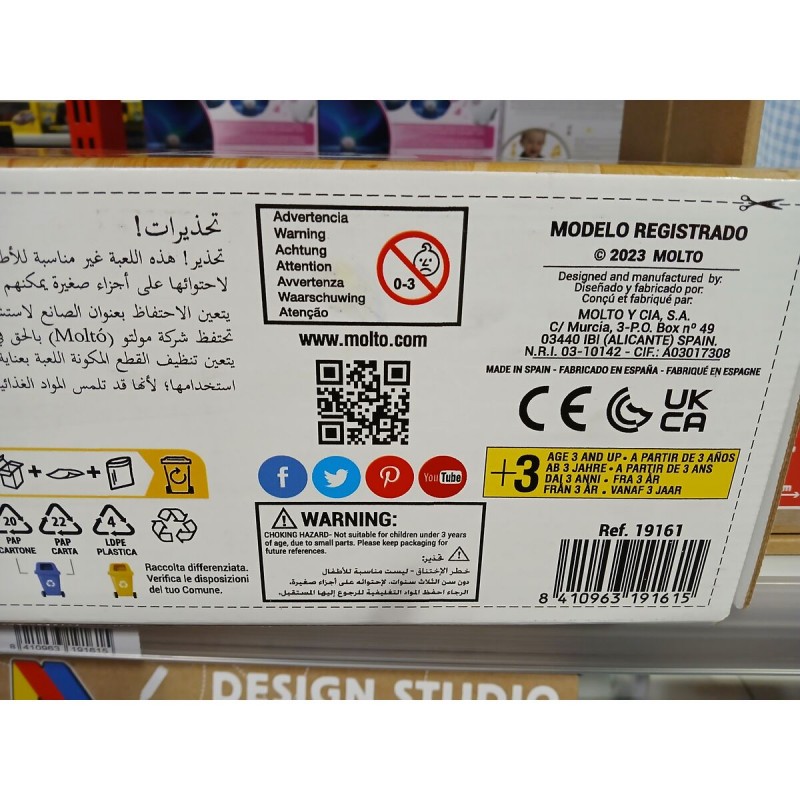 تحذيرات!
تحذير! هذه اللعبة غير مناسبة
لاحتوائها على أجزاء صغيرة يمكنهم
يتعين الاحتفاظ بعنوان الصانع
تحتفظ شركة مولتو (Moltó) بالحق
يتعين تنظيف القطع المكونة اللعبة بعناية
استخدامها؛ لأنها قد تلمس المواد
Advertencia
Warning
Achtung
Attention
Avvertenza
Waarschuwing
Atenção
0-3
www.molto.com
f
You Tube
MODELO REGISTRADO
© 2023 MOLTO
Designed and manufactured by:
Diseñado y fabricado por:
Conçú et fabriqué par:
MOLTO Y CIA, S.A.
C/ Murcia, 3-P.O. Box nº 49
03440 IBI (ALICANTE) SPAIN.
N.R.I. 03-10142 - CIF.: A03017308
MADE IN SPAIN - FABRICADO EN ESPAÑA - FABRIQUÉ EN ESPAGNE
CE
UK
CA
+3
AGE 3 AND UP • A PARTIR DE 3 AÑOS
AB 3 JAHRE • A PARTIR DE 3 ANS
DAI 3 ANNI • FRA 3 ÅR
FRÅN 3 ÅR • VANAF 3 JAAR
20
PAP
CARTONE
22
PAP
CARTA
4
LDPE
PLASTICA
Raccolta differenziata.
Verifica le disposizioni
del tuo Comune.
WARNING:
CHOKING HAZARD- Not suitable for children under 3 years
of age, due to small parts. Please keep packaging for
future references.
تحذير:
خطر الإختناق - ليست مناسبة للأطفال
دون سن الثلاث سنوات، لإحتوائه على أجزاء صغيرة،
الرجاء احفظ المواد التغليفية للرجوع إليها المستقبل.
Ref. 19161
8 410963 191615
8 410963 191615
DESIGN STUDIO